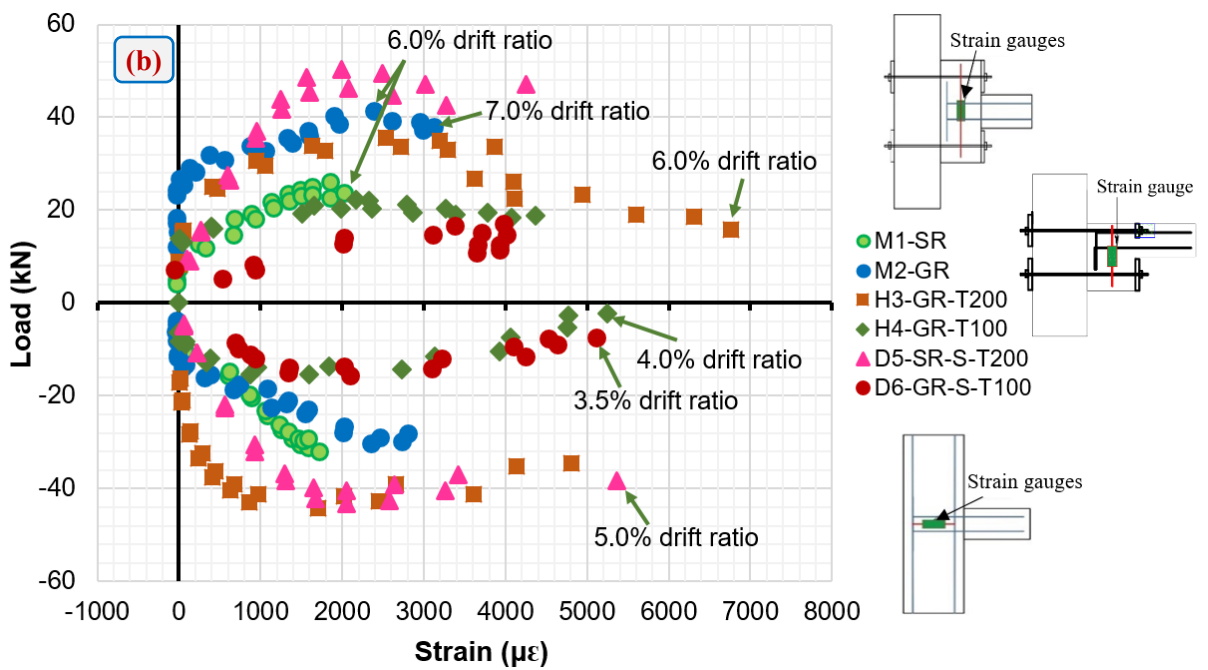 (b)
60
40
20
0
-20
-40
-60
Load (kN)
-1000 0 1000 2000 3000 4000 5000 6000 7000 8000
Strain (με)
6.0% drift ratio
7.0% drift ratio
6.0% drift ratio
4.0% drift ratio
3.5% drift ratio
5.0% drift ratio
M1-SR
M2-GR
H3-GR-T200
H4-GR-T100
D5-SR-S-T200
D6-GR-S-T100
Strain gauges
Strain gauge
Strain gauges